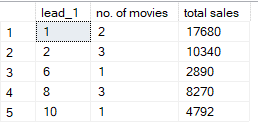 lead_1 no. of movies total sales
1 1 2 17680
2 2 3 10340
3 6 1 2890
4 8 3 8270
5 10 1 4792